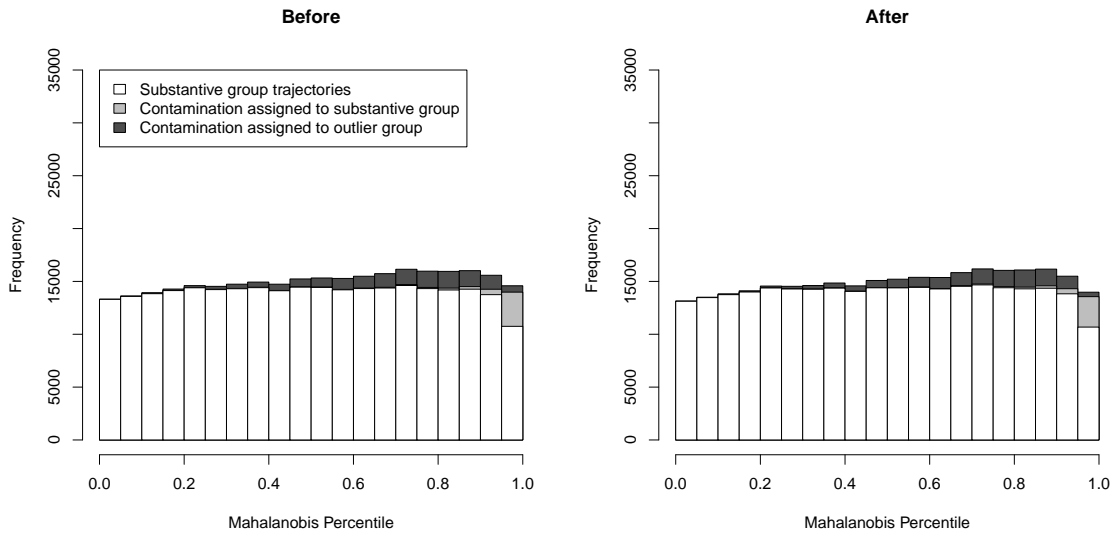 Before
After
Substantive group trajectories
Contamination assigned to substantive group
Contamination assigned to outlier group
Frequency
0
5000
15000
25000
35000
0.0 0.2 0.4 0.6 0.8 1.0
Mahalanobis Percentile
Frequency
0
5000
15000
25000
35000
0.0 0.2 0.4 0.6 0.8 1.0
Mahalanobis Percentile